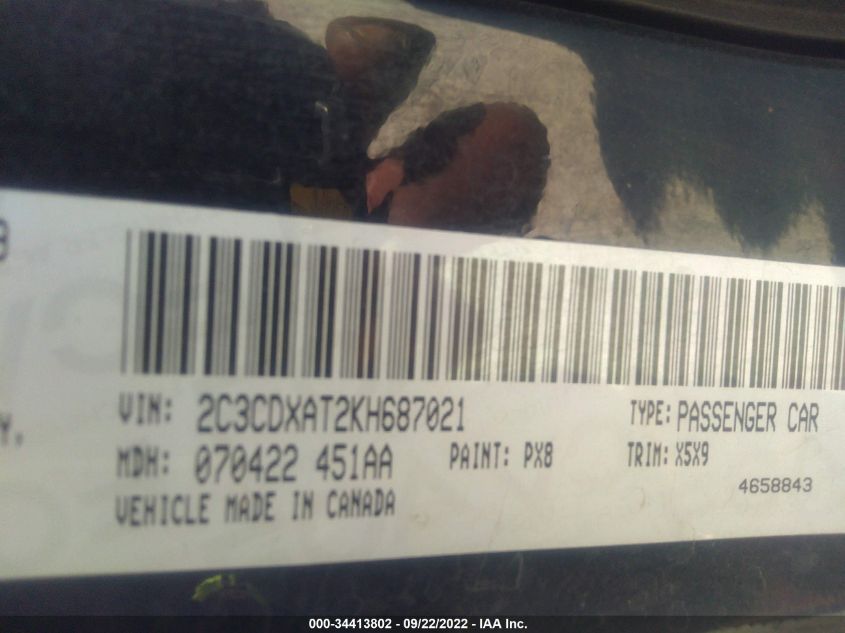 VIN: 2C3CDXAT2KH687021 TYPE: PASSENGER CAR
MDH: 070422 451AA PAINT: PX8 TRIM: X5X9
4658843
VEHICLE MADE IN CANADA
000-34413802 - 09/22/2022 - IAA Inc.